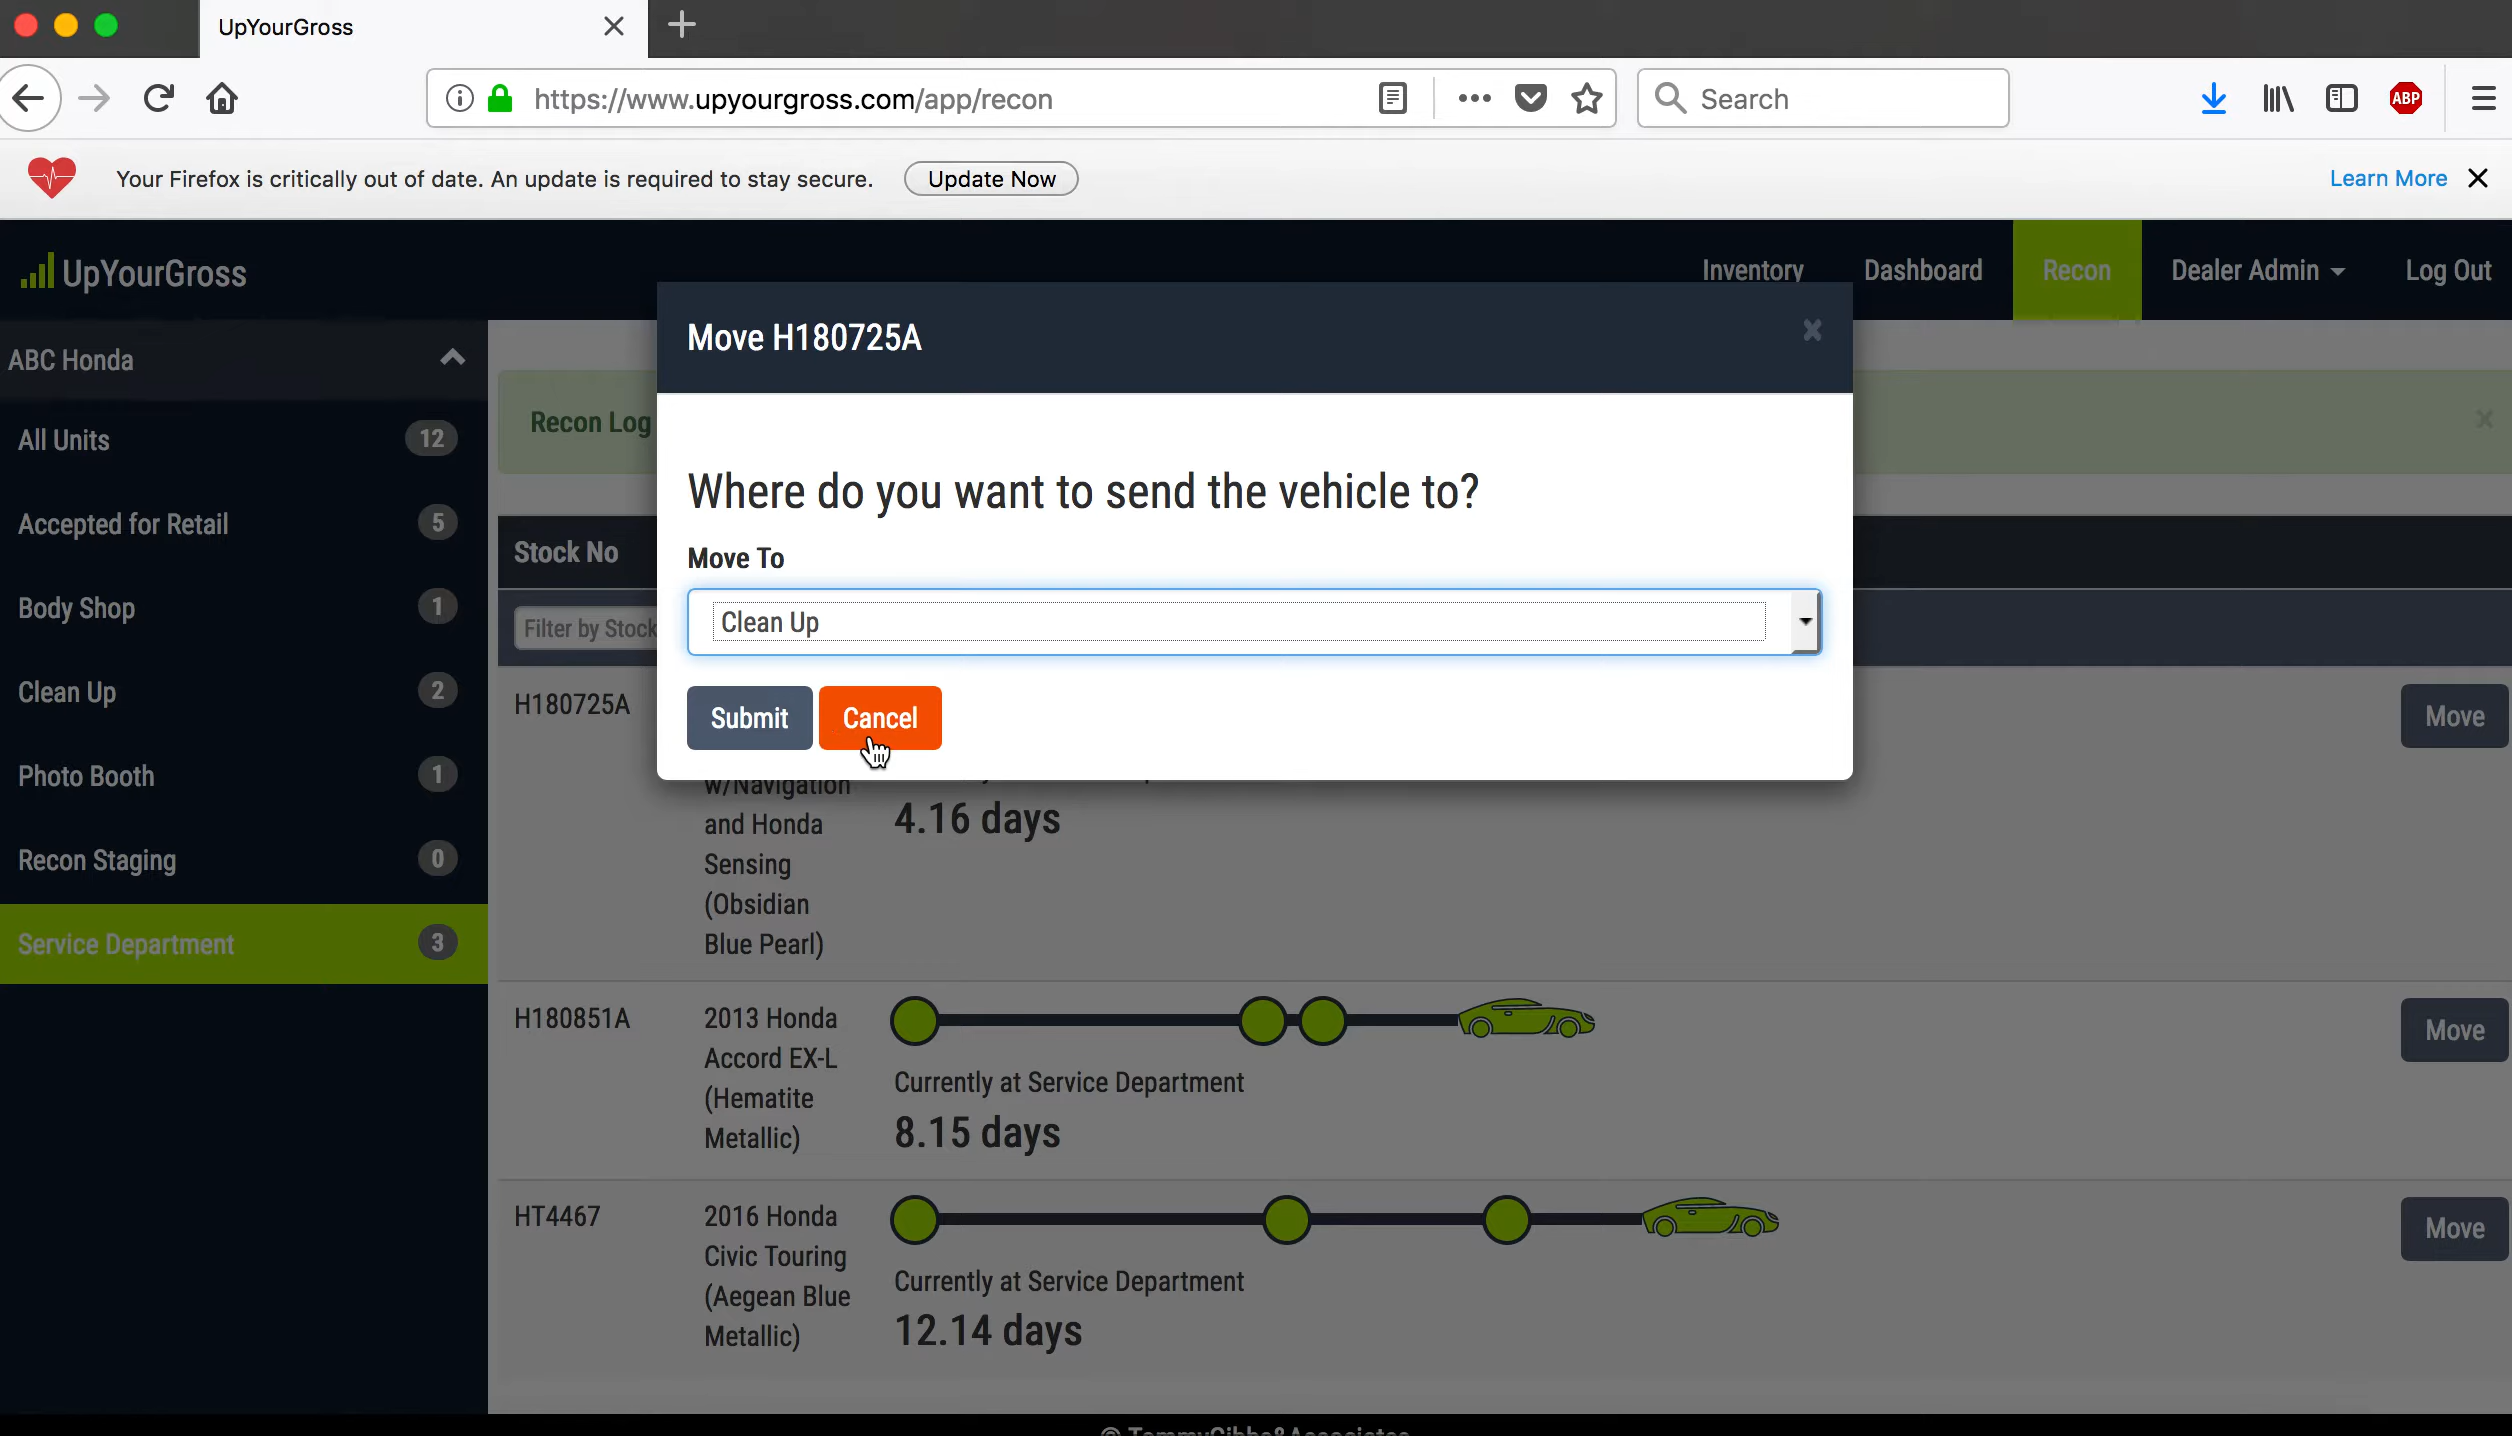 UpYourGross
https://www.upyourgross.com/app/recon
Search
ABP
Your Firefox is critically out of date. An update is required to stay secure.
Update Now
Learn More
UpYourGross
Inventory
Dashboard
Recon
Dealer Admin
Log Out
ABC Honda
All Units 12
Accepted for Retail 5
Body Shop 1
Clean Up 2
Photo Booth 1
Recon Staging 0
Service Department 3
Recon Log
Move H180725A
Where do you want to send the vehicle to?
Move To
Clean Up
Submit
Cancel
Stock No
Filter by Stock
H180725A
w/Navigation
and Honda
Sensing
(Obsidian
Blue Pearl)
4.16 days
Move
H180851A
2013 Honda
Accord EX-L
(Hematite
Metallic)
Currently at Service Department
8.15 days
Move
HT4467
2016 Honda
Civic Touring
(Aegean Blue
Metallic)
Currently at Service Department
12.14 days
Move